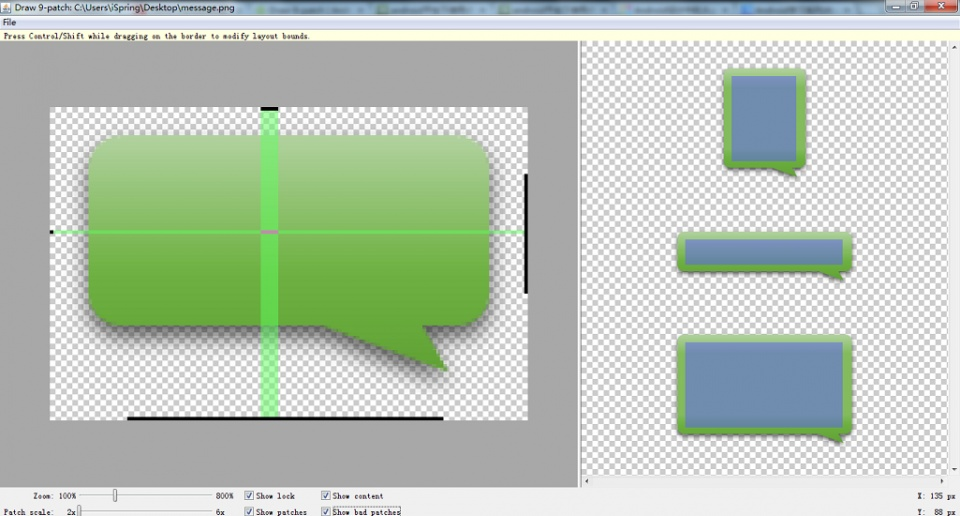 Draw 9-patch: C:\Users\iSpring\Desktop\message.png
File
Press Control/Shift while dragging on the border to modify layout bounds.
Zoom: 100% 800% Show lock Show content X: 135 px
Patch scale: 2x 6x Show patches Show bad patches Y: 88 px